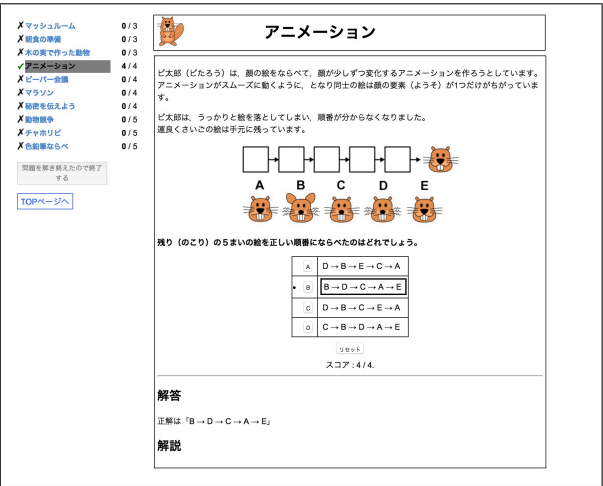 ✗マッシュルーム 0 / 3
✗朝食の準備 0 / 3
✗木の実で作った動物 0 / 3
✓アニメーション 4 / 4
✗ビーバー会議 0 / 4
✗マラソン 0 / 4
✗秘密を伝えよう 0 / 4
✗動物競争 0 / 5
✗チャホリビ 0 / 5
✗色鉛筆ならべ 0 / 5
問題を解き終えたので終了
する
TOPページへ
アニメーション
ビ太郎（ビたろう）は，顔の絵をならべて，顔が少しずつ変化するアニメーションを作ろうとしています。
アニメーションがスムーズに動くように，となり同士の絵は顔の要素（ようそ）が1つだけがちがっていま
す。
ビ太郎は，うっかりと絵を落としてしまい，順番が分からなくなりました。
運良くさいごの絵は手元に残っています。
A B C D E
残り（のこり）の５まいの絵を正しい順番にならべたのはどれでしょう。
A D→B→E→C→A
B B→D→C→A→E
C D→B→C→E→A
D C→B→D→A→E
リセット
スコア : 4 / 4.
解答
正解は「B→D→C→A→E」
解説